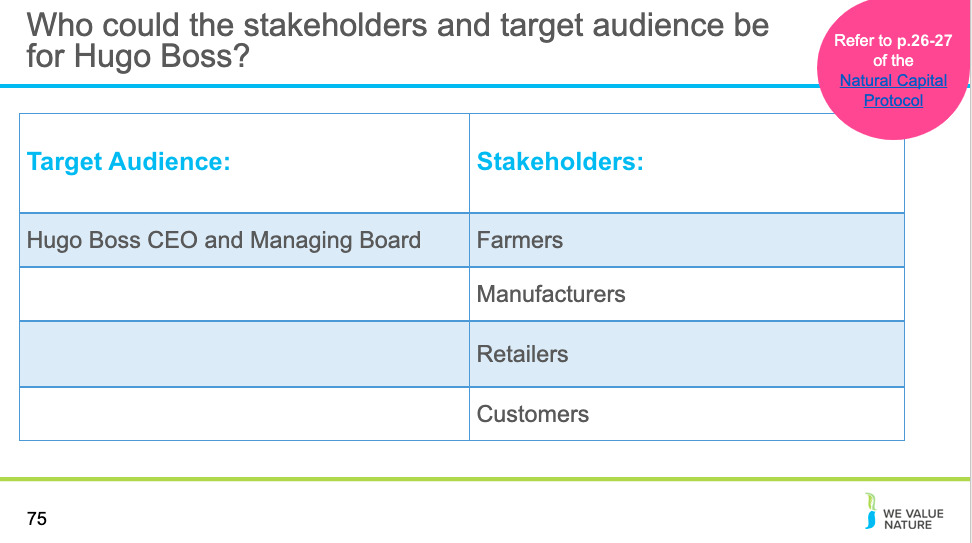 Who could the stakeholders and target audience be
for Hugo Boss?
Refer to p.26-27
of the
Natural Capital
Protocol
Target Audience:
Stakeholders:
Hugo Boss CEO and Managing Board
Farmers
Manufacturers
Retailers
Customers
75
WE VALUE
NATURE